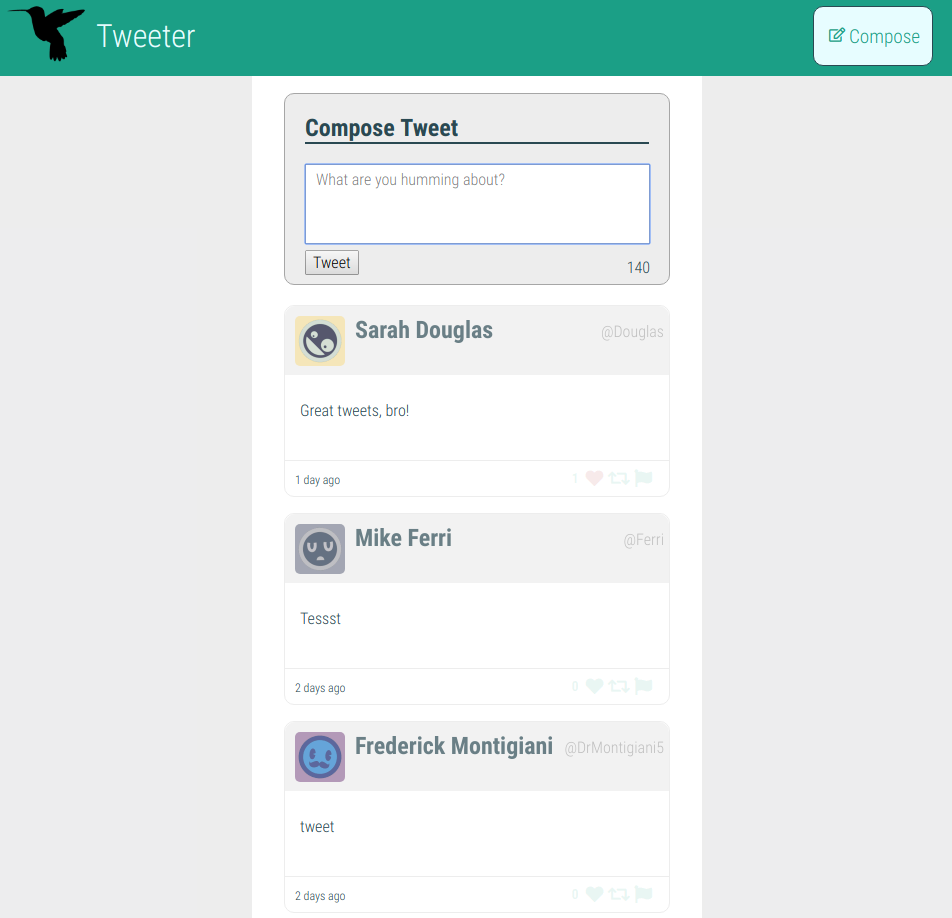 Tweeter
Compose
Compose Tweet
What are you humming about?
Tweet
140
Sarah Douglas
@Douglas
Great tweets, bro!
1 day ago
1
Mike Ferri
@Ferri
Tessst
2 days ago
0
Frederick Montigiani
@DrMontigiani5
tweet
2 days ago
0